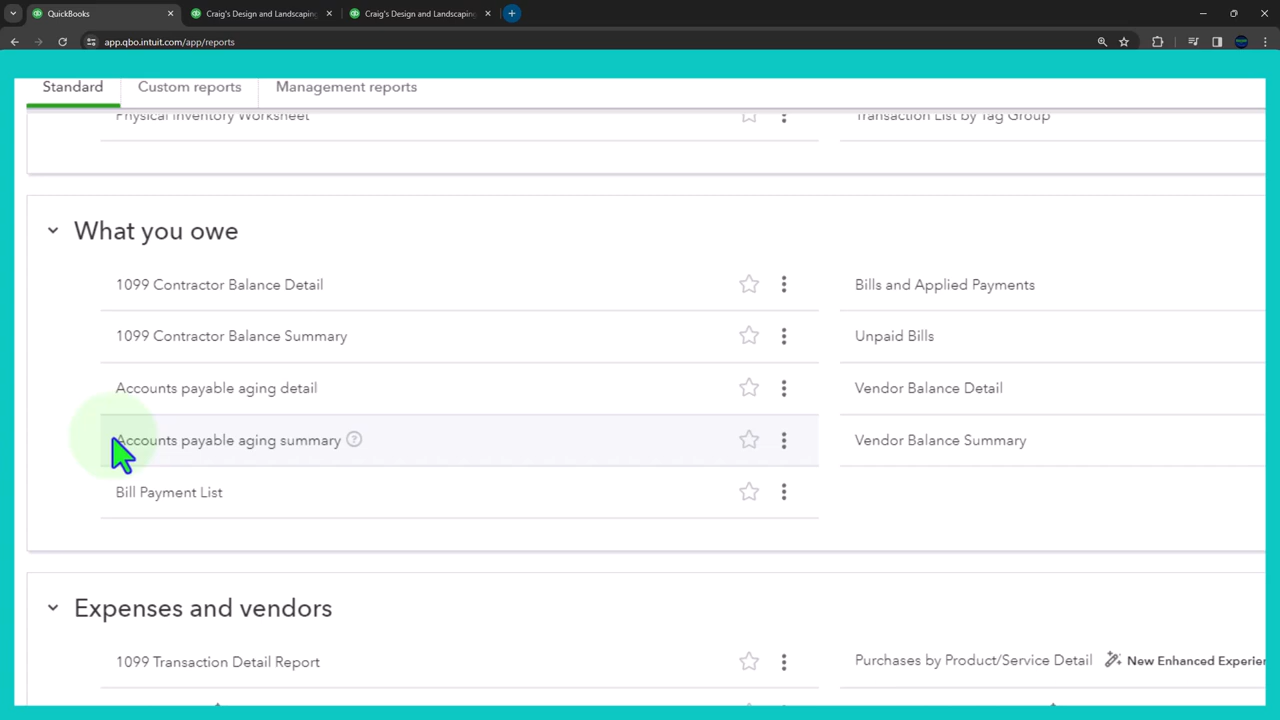 QuickBooks
Craig's Design and Landscaping
Craig's Design and Landscaping
app.qbo.intuit.com/app/reports
Standard
Custom reports
Management reports
Physical Inventory Worksheet
Transaction List by Tag Group
What you owe
1099 Contractor Balance Detail
Bills and Applied Payments
1099 Contractor Balance Summary
Unpaid Bills
Accounts payable aging detail
Vendor Balance Detail
Accounts payable aging summary ?
Vendor Balance Summary
Bill Payment List
Expenses and vendors
1099 Transaction Detail Report
Purchases by Product/Service Detail
New Enhanced Experien